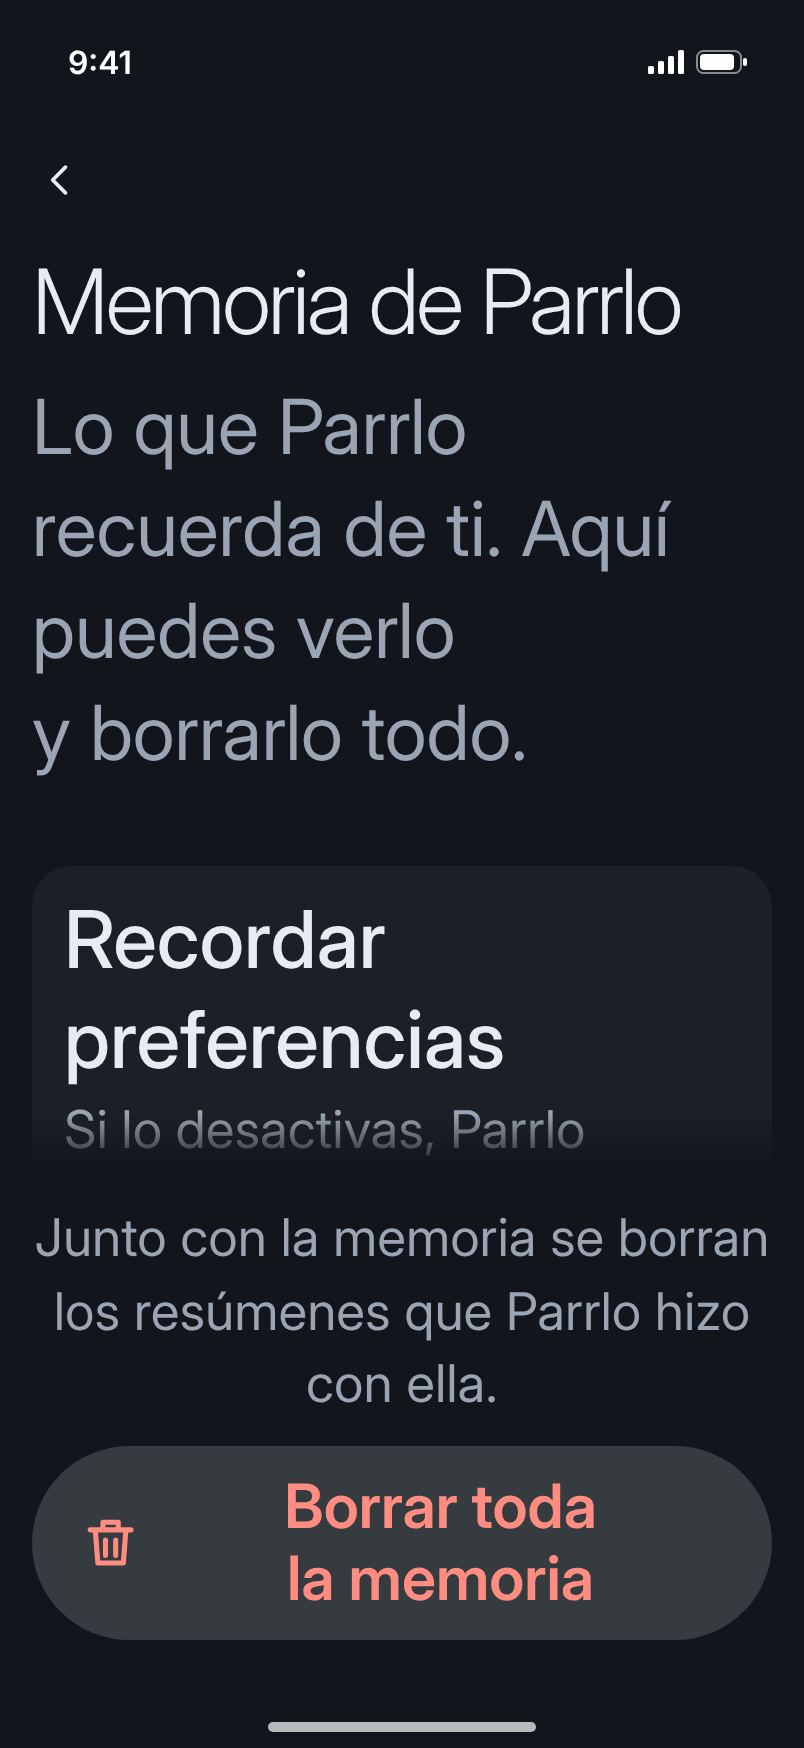 9:41
Memoria de Parrlo
Lo que Parrlo
recuerda de ti. Aquí
puedes verlo
y borrarlo todo.
Recordar
preferencias
Si lo desactivas, Parrlo
Junto con la memoria se borran
los resúmenes que Parrlo hizo
con ella.
Borrar toda
la memoria